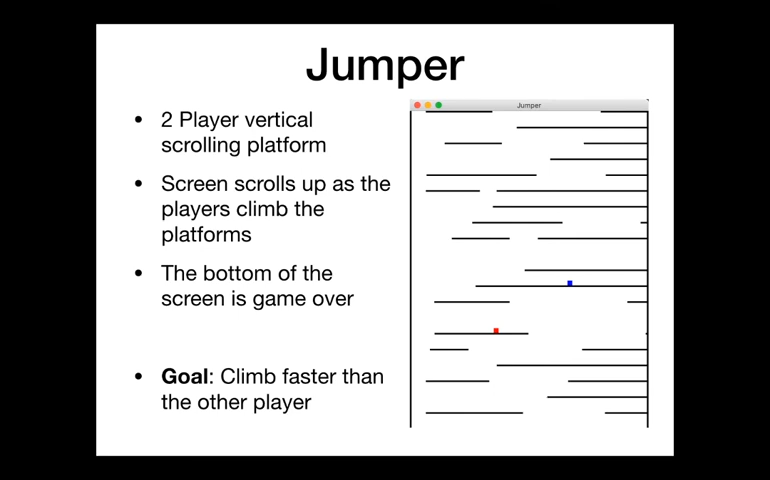 Jumper
• 2 Player vertical
scrolling platform
• Screen scrolls up as the
players climb the
platforms
• The bottom of the
screen is game over
• Goal: Climb faster than
the other player
Jumper